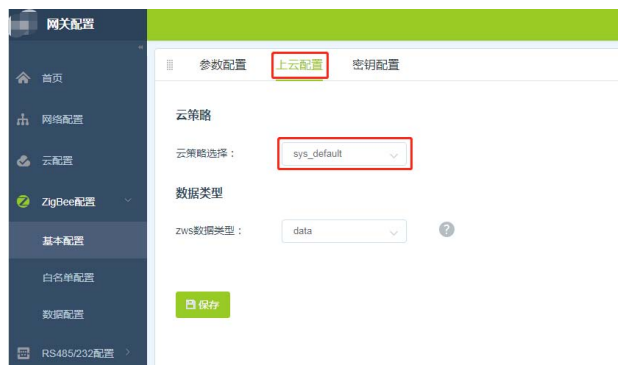 网关配置
首页
网络配置
云配置
ZigBee配置
基本配置
白名单配置
数据配置
RS485/232配置
参数配置 上云配置 密钥配置
云策略
云策略选择： sys_default
数据类型
zws数据类型： data ?
保存